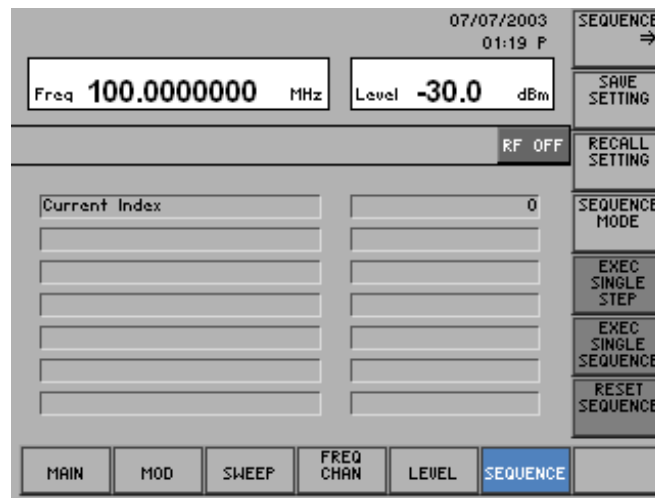 07/07/2003
01:19 P
Freq 100.0000000 MHz
Level -30.0 dBm
RF OFF
Current Index 0
SEQUENCE
⇒
SAVE
SETTING
RECALL
SETTING
SEQUENCE
MODE
EXEC
SINGLE
STEP
EXEC
SINGLE
SEQUENCE
RESET
SEQUENCE
MAIN
MOD
SWEEP
FREQ
CHAN
LEVEL
SEQUENCE